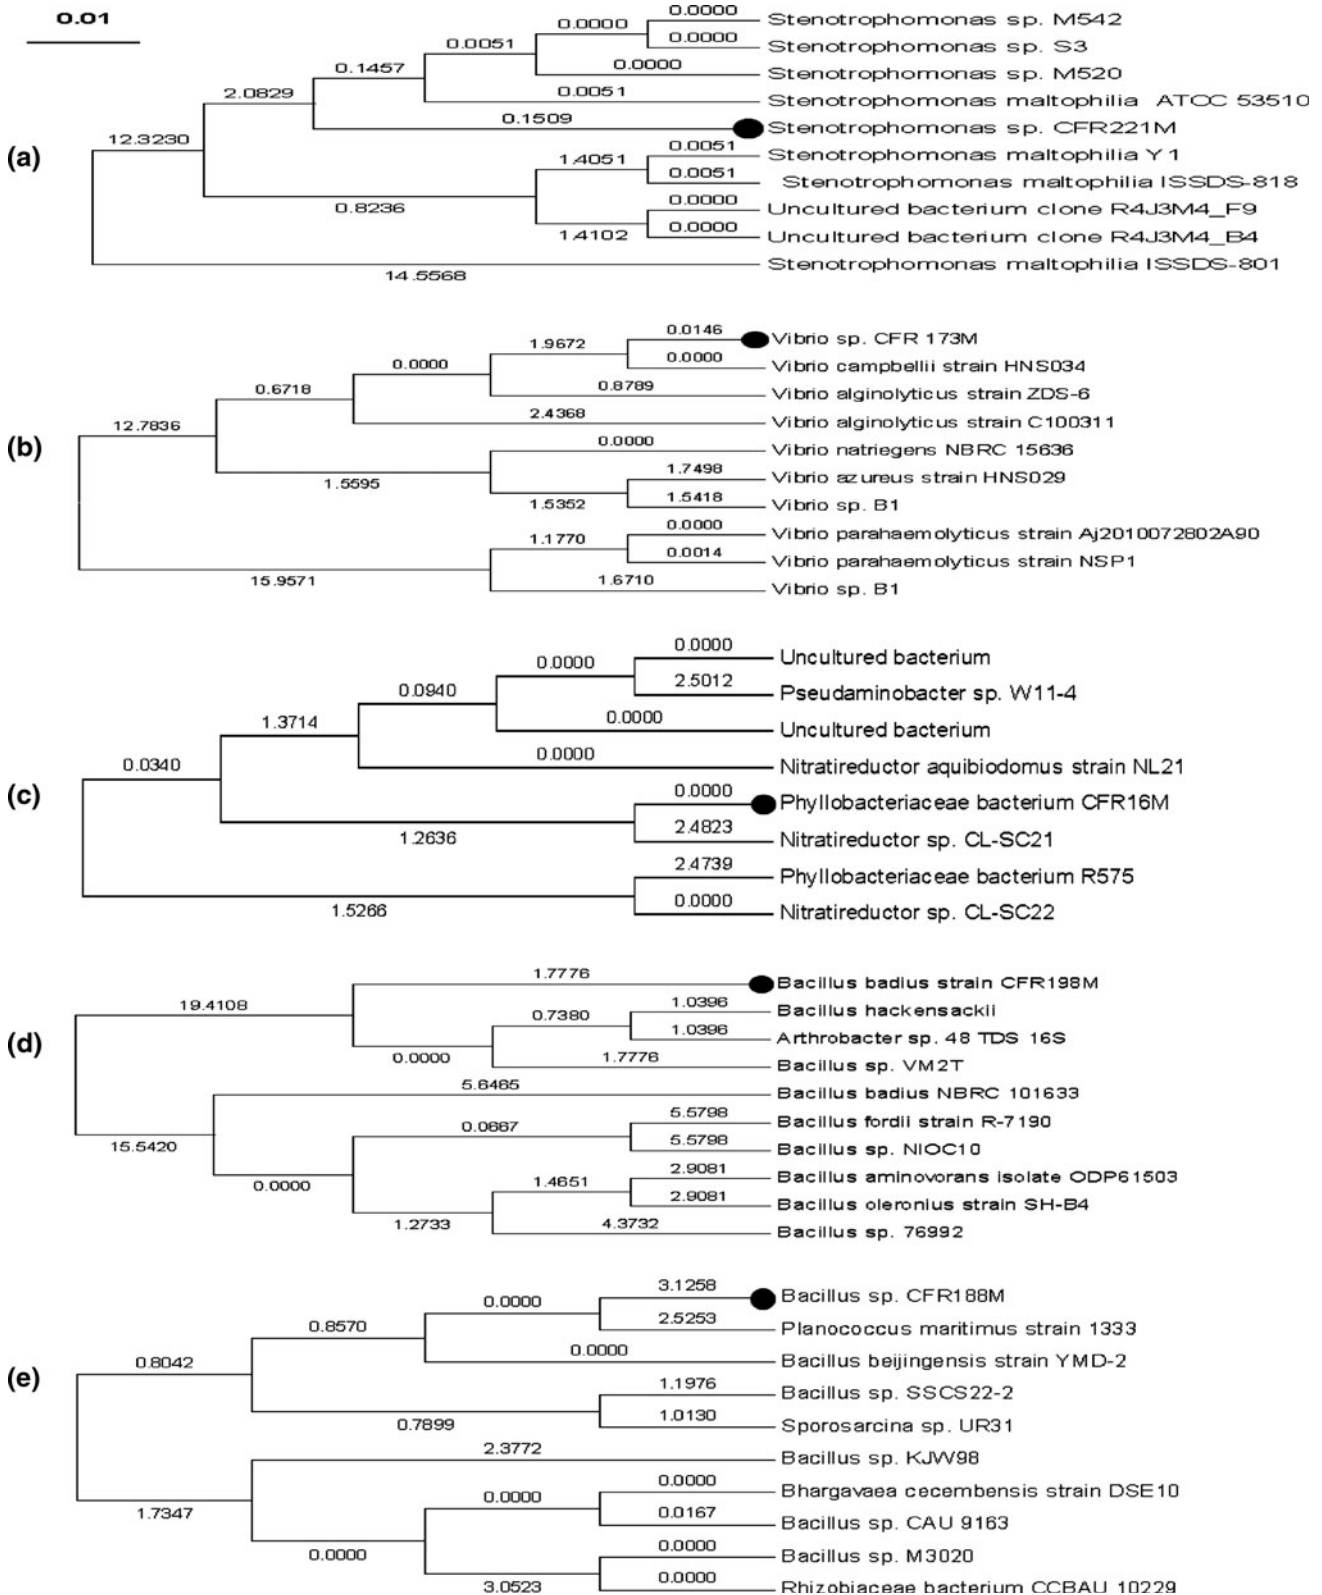 0.01
0.0000
Stenotrophomonas sp. M542
0.0000
0.0000
Stenotrophomonas sp. S3
0.0051
0.0000
Stenotrophomonas sp. M520
0.1457
0.0051
Stenotrophomonas maltophilia ATCC 53510
2.0829
0.1509
Stenotrophomonas sp. CFR221M
12.3230
(a)
0.0051
Stenotrophomonas maltophilia Y1
1.4051
0.0051
Stenotrophomonas maltophilia ISSDS-818
0.8236
0.0000
Uncultured bacterium clone R4J3M4_F9
1.4102
0.0000
Uncultured bacterium clone R4J3M4_B4
14.5568
Stenotrophomonas maltophilia ISSDS-801
0.0146
Vibrio sp. CFR 173M
1.9672
0.0000
Vibrio campbellii strain HNS034
0.0000
0.8789
Vibrio alginolyticus strain ZDS-6
0.6718
2.4368
Vibrio alginolyticus strain C100311
12.7836
(b)
0.0000
Vibrio natriegens NBRC 15636
1.5595
1.7498
Vibrio azureus strain HNS029
1.5352
1.5418
Vibrio sp. B1
0.0000
Vibrio parahaemolyticus strain Aj2010072802A90
1.1770
0.0014
Vibrio parahaemolyticus strain NSP1
15.9571
1.6710
Vibrio sp. B1
0.0000
Uncultured bacterium
0.0000
2.5012
Pseudaminobacter sp. W11-4
0.0940
0.0000
Uncultured bacterium
1.3714
0.0000
Nitratireductor aquibiodomus strain NL21
0.0340
(c)
0.0000
Phyllobacteriaceae bacterium CFR16M
1.2636
2.4823
Nitratireductor sp. CL-SC21
2.4739
Phyllobacteriaceae bacterium R575
1.5266
0.0000
Nitratireductor sp. CL-SC22
1.7776
Bacillus badius strain CFR198M
19.4108
1.0396
Bacillus hackensackii
0.7380
1.0396
Arthrobacter sp. 48 TDS 16S
(d)
0.0000
1.7776
Bacillus sp. VM2T
5.6465
Bacillus badius NBRC 101633
15.5420
5.5798
Bacillus fordii strain R-7190
0.0667
5.5798
Bacillus sp. NIOC10
0.0000
2.9081
Bacillus aminovorans isolate ODP61503
1.4651
2.9081
Bacillus oleronius strain SH-B4
1.2733
4.3732
Bacillus sp. 76992
3.1258
Bacillus sp. CFR188M
0.0000
2.5253
Planococcus maritimus strain 1333
0.8570
0.0000
Bacillus beijingensis strain YMD-2
0.8042
(e)
1.1976
Bacillus sp. SSCS22-2
0.7899
1.0130
Sporosarcina sp. UR31
2.3772
Bacillus sp. KJW98
1.7347
0.0000
Bhargavaea cecembensis strain DSE10
0.0000
0.0167
Bacillus sp. CAU 9163
0.0000
0.0000
Bacillus sp. M3020
3.0523
0.0000
Rhizobiaceae bacterium CCBAU 10229